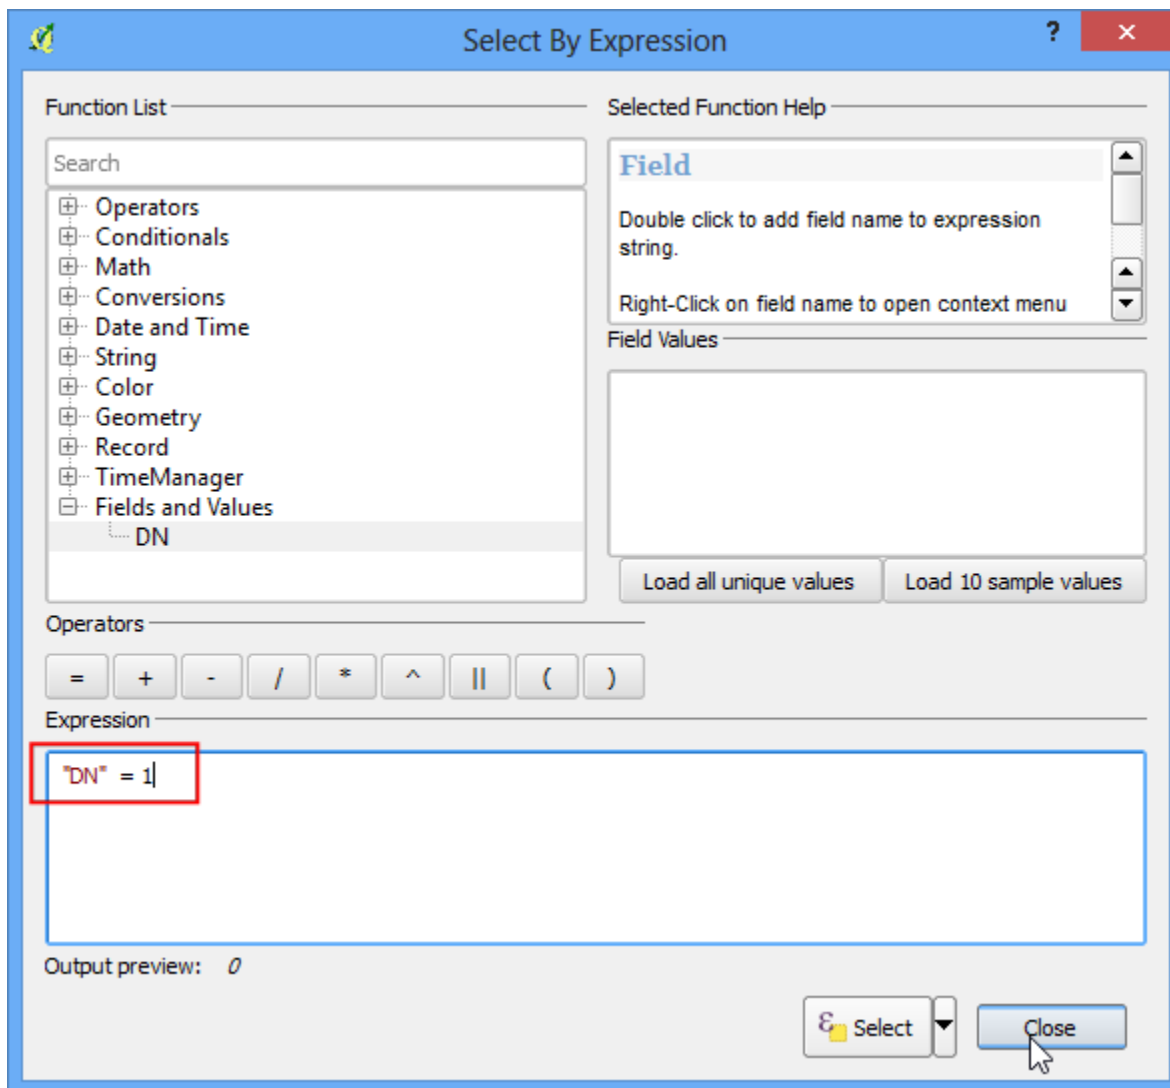 Select By Expression
?
×
Function List
Search
Operators
Conditionals
Math
Conversions
Date and Time
String
Color
Geometry
Record
TimeManager
Fields and Values
DN
Selected Function Help
Field
Double click to add field name to expression
string.
Right-Click on field name to open context menu
Field Values
Load all unique values Load 10 sample values
Operators
= + - / * ^ || ( )
Expression
"DN" = 1
Output preview: 0
ε Select Close